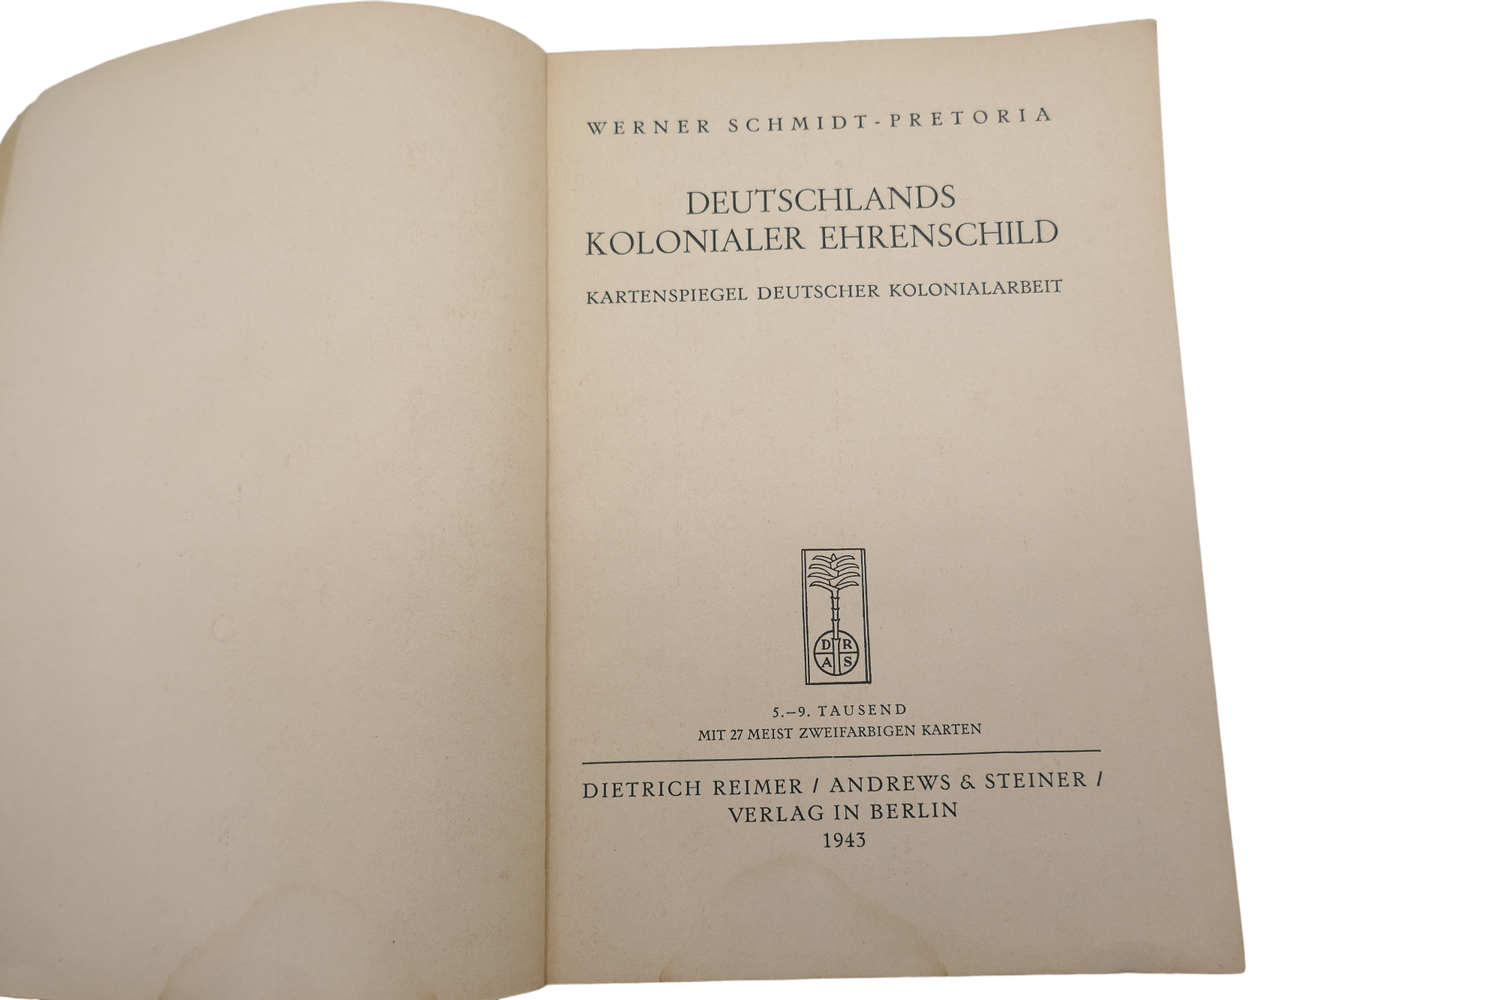 WERNER SCHMIDT-PRETORIA
DEUTSCHLANDS
KOLONIALER EHRENSCHILD
KARTENSPIEGEL DEUTSCHER KOLONIALARBEIT
D R
A S
5.–9. TAUSEND
MIT 27 MEIST ZWEIFARBIGEN KARTEN
DIETRICH REIMER / ANDREWS & STEINER /
VERLAG IN BERLIN
1943